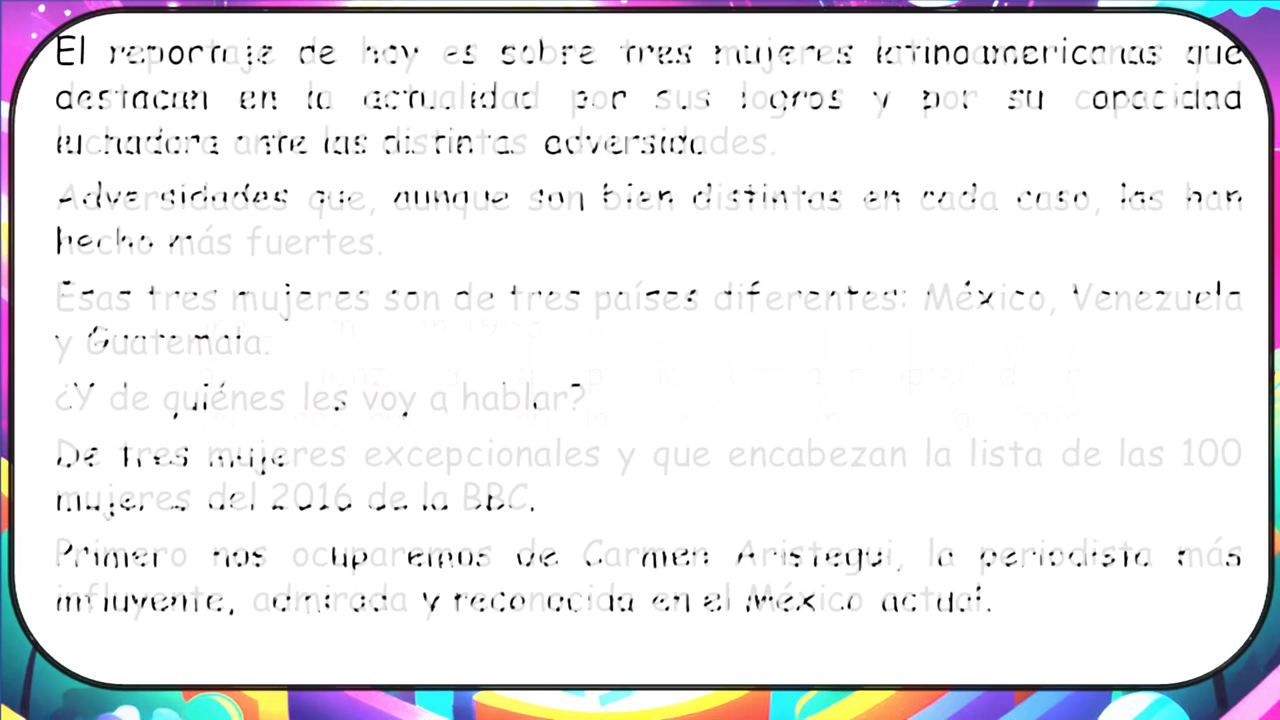 El reportaje de hoy es sobre tres mujeres latinoamericanas que
destacan en la actualidad por sus logros y por su capacidad
luchadora ante las distintas adversidades.
Adversidades que, aunque son bien distintas en cada caso, las han
hecho más fuertes.
Esas tres mujeres son de tres países diferentes: México, Venezuela
y Guatemala.
¿Y de quiénes les voy a hablar?
De tres mujeres excepcionales y que encabezan la lista de las 100
mujeres del 2016 de la BBC.
Primero nos ocuparemos de Carmen Aristegui, la periodista más
influyente, admirada y reconocida en el México actual.